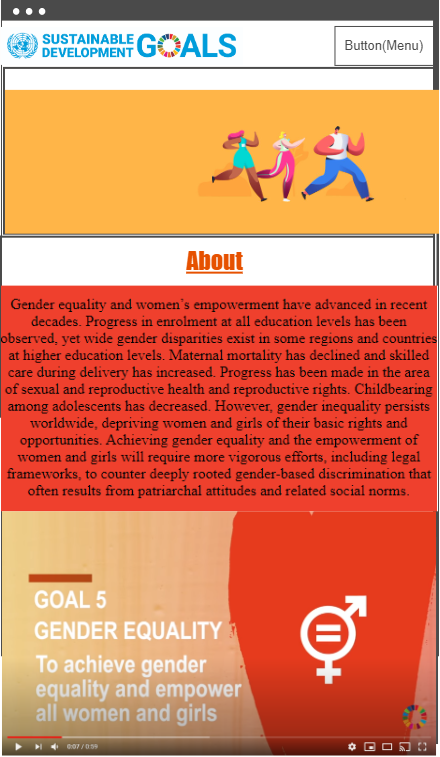 SUSTAINABLE
DEVELOPMENT GOALS
Button(Menu)
About
Gender equality and women’s empowerment have advanced in recent
decades. Progress in enrolment at all education levels has been
observed, yet wide gender disparities exist in some regions and countries
at higher education levels. Maternal mortality has declined and skilled
care during delivery has increased. Progress has been made in the area
of sexual and reproductive health and reproductive rights. Childbearing
among adolescents has decreased. However, gender inequality persists
worldwide, depriving women and girls of their basic rights and
opportunities. Achieving gender equality and the empowerment of
women and girls will require more vigorous efforts, including legal
frameworks, to counter deeply rooted gender-based discrimination that
often results from patriarchal attitudes and related social norms.
GOAL 5
GENDER EQUALITY
To achieve gender
equality and empower
all women and girls
0:07 / 0:59